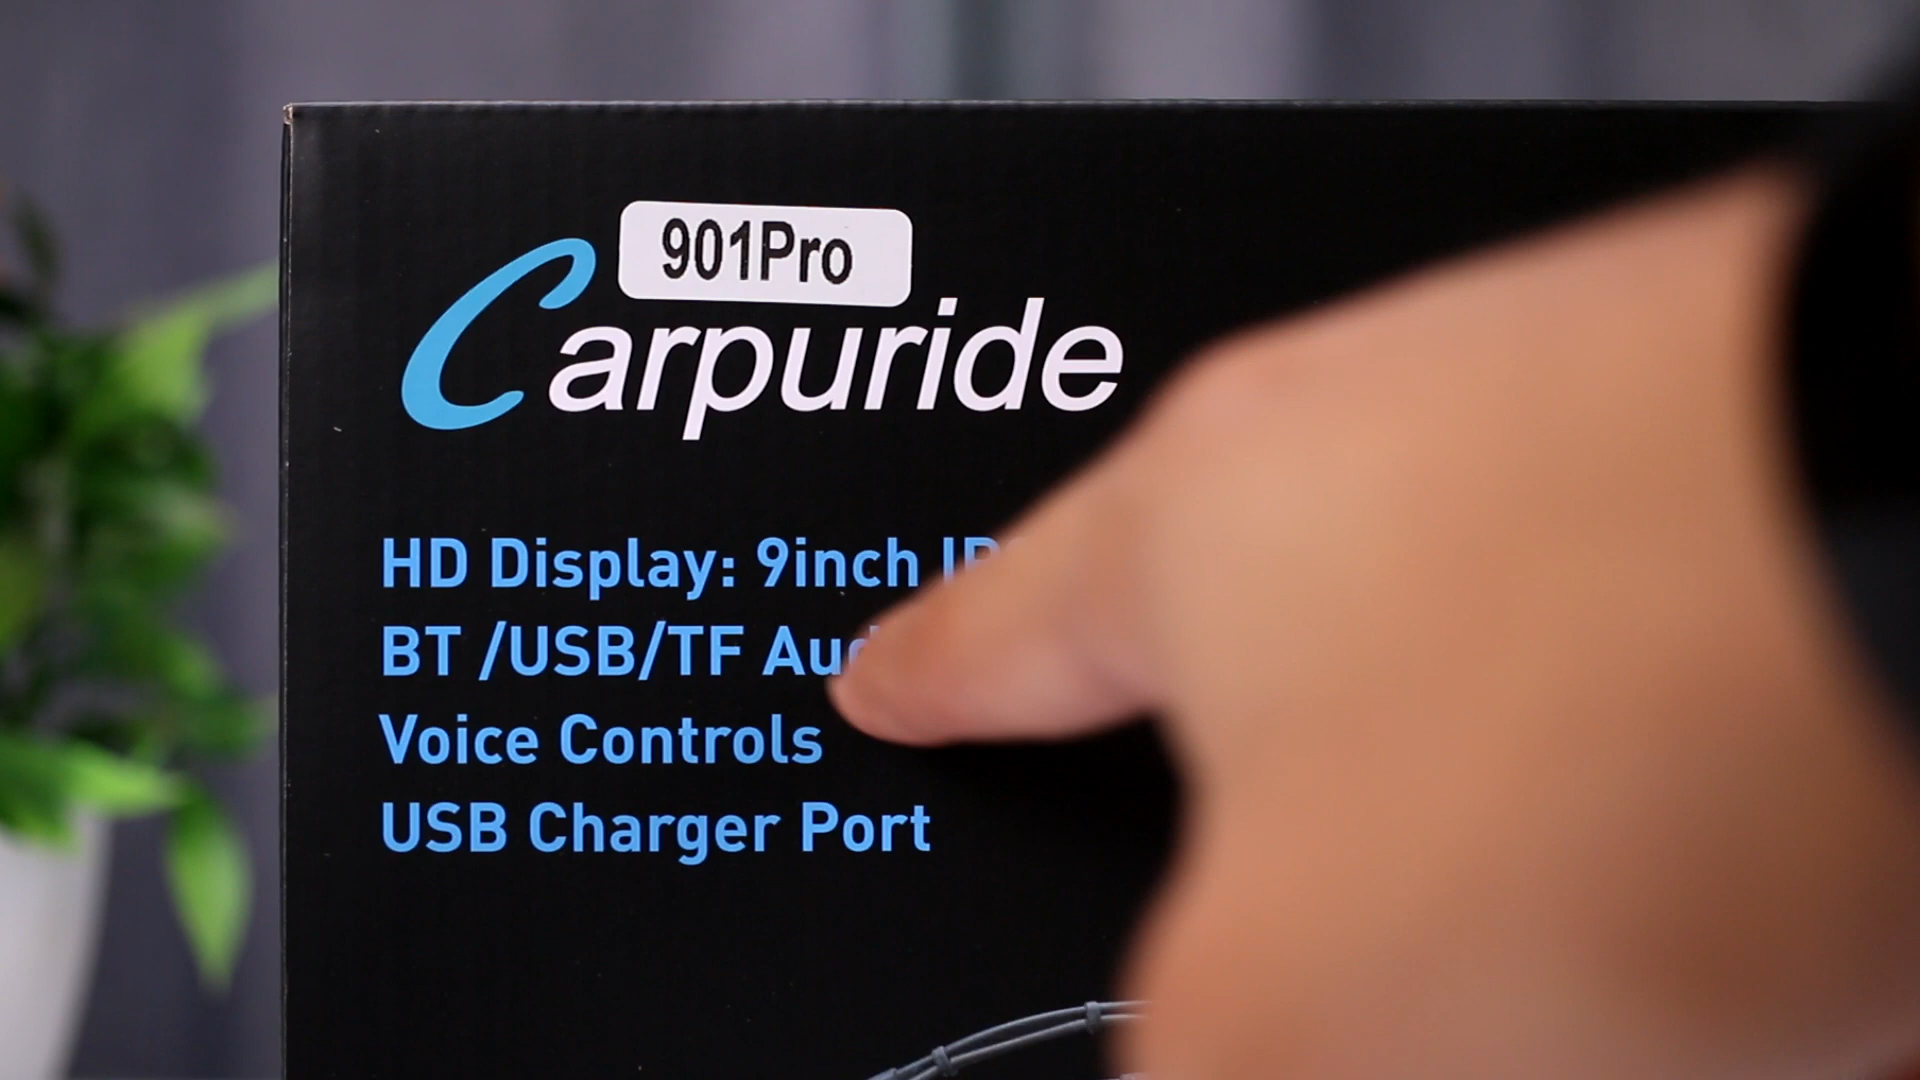 901Pro
Carpuride
HD Display: 9inch
BT /USB/TF
Voice Controls
USB Charger Port